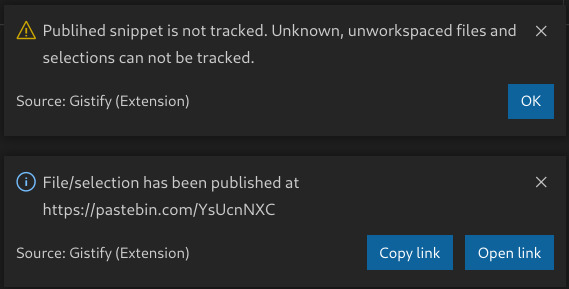 Publihed snippet is not tracked. Unknown, unworkspaced files and
selections can not be tracked.
Source: Gistify (Extension)
OK
File/selection has been published at
https://pastebin.com/YsUcnNXC
Source: Gistify (Extension)
Copy link
Open link